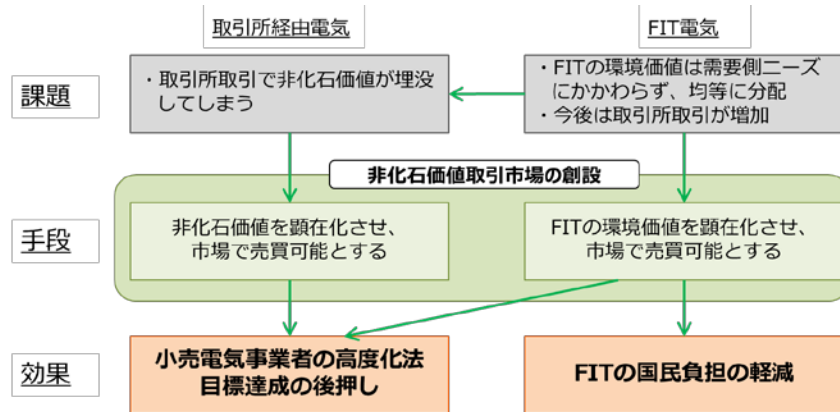 取引所経由電気
FIT電気
課題
・取引所取引で非化石価値が埋没
してしまう
・FITの環境価値は需要側ニーズ
にかかわらず、均等に分配
・今後は取引所取引が増加
非化石価値取引市場の創設
手段
非化石価値を顕在化させ、
市場で売買可能とする
FITの環境価値を顕在化させ、
市場で売買可能とする
効果
小売電気事業者の高度化法
目標達成の後押し
FITの国民負担の軽減